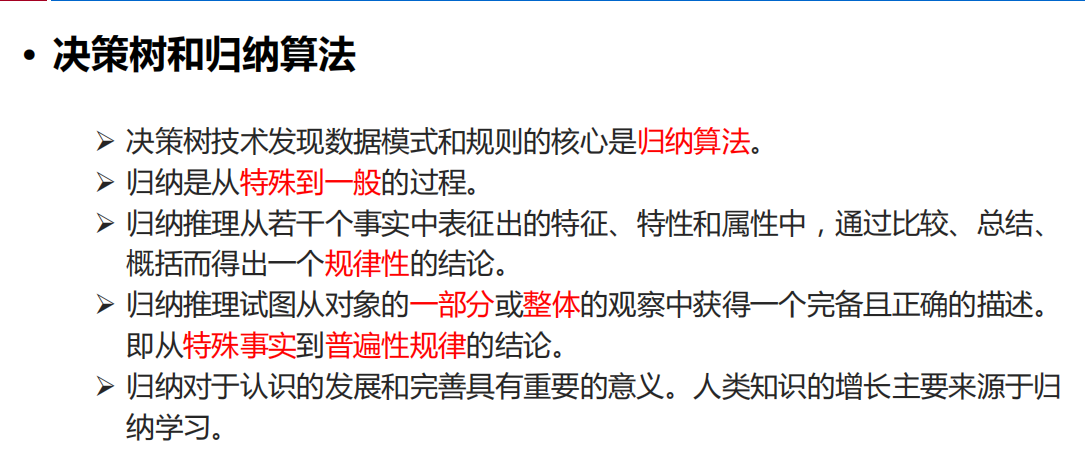 • 决策树和归纳算法
➢ 决策树技术发现数据模式和规则的核心是归纳算法。
➢ 归纳是从特殊到一般的过程。
➢ 归纳推理从若干个事实中表征出的特征、特性和属性中，通过比较、总结、
概括而得出一个规律性的结论。
➢ 归纳推理试图从对象的一部分或整体的观察中获得一个完备且正确的描述。
即从特殊事实到普遍性规律的结论。
➢ 归纳对于认识的发展和完善具有重要的意义。人类知识的增长主要来源于归
纳学习。